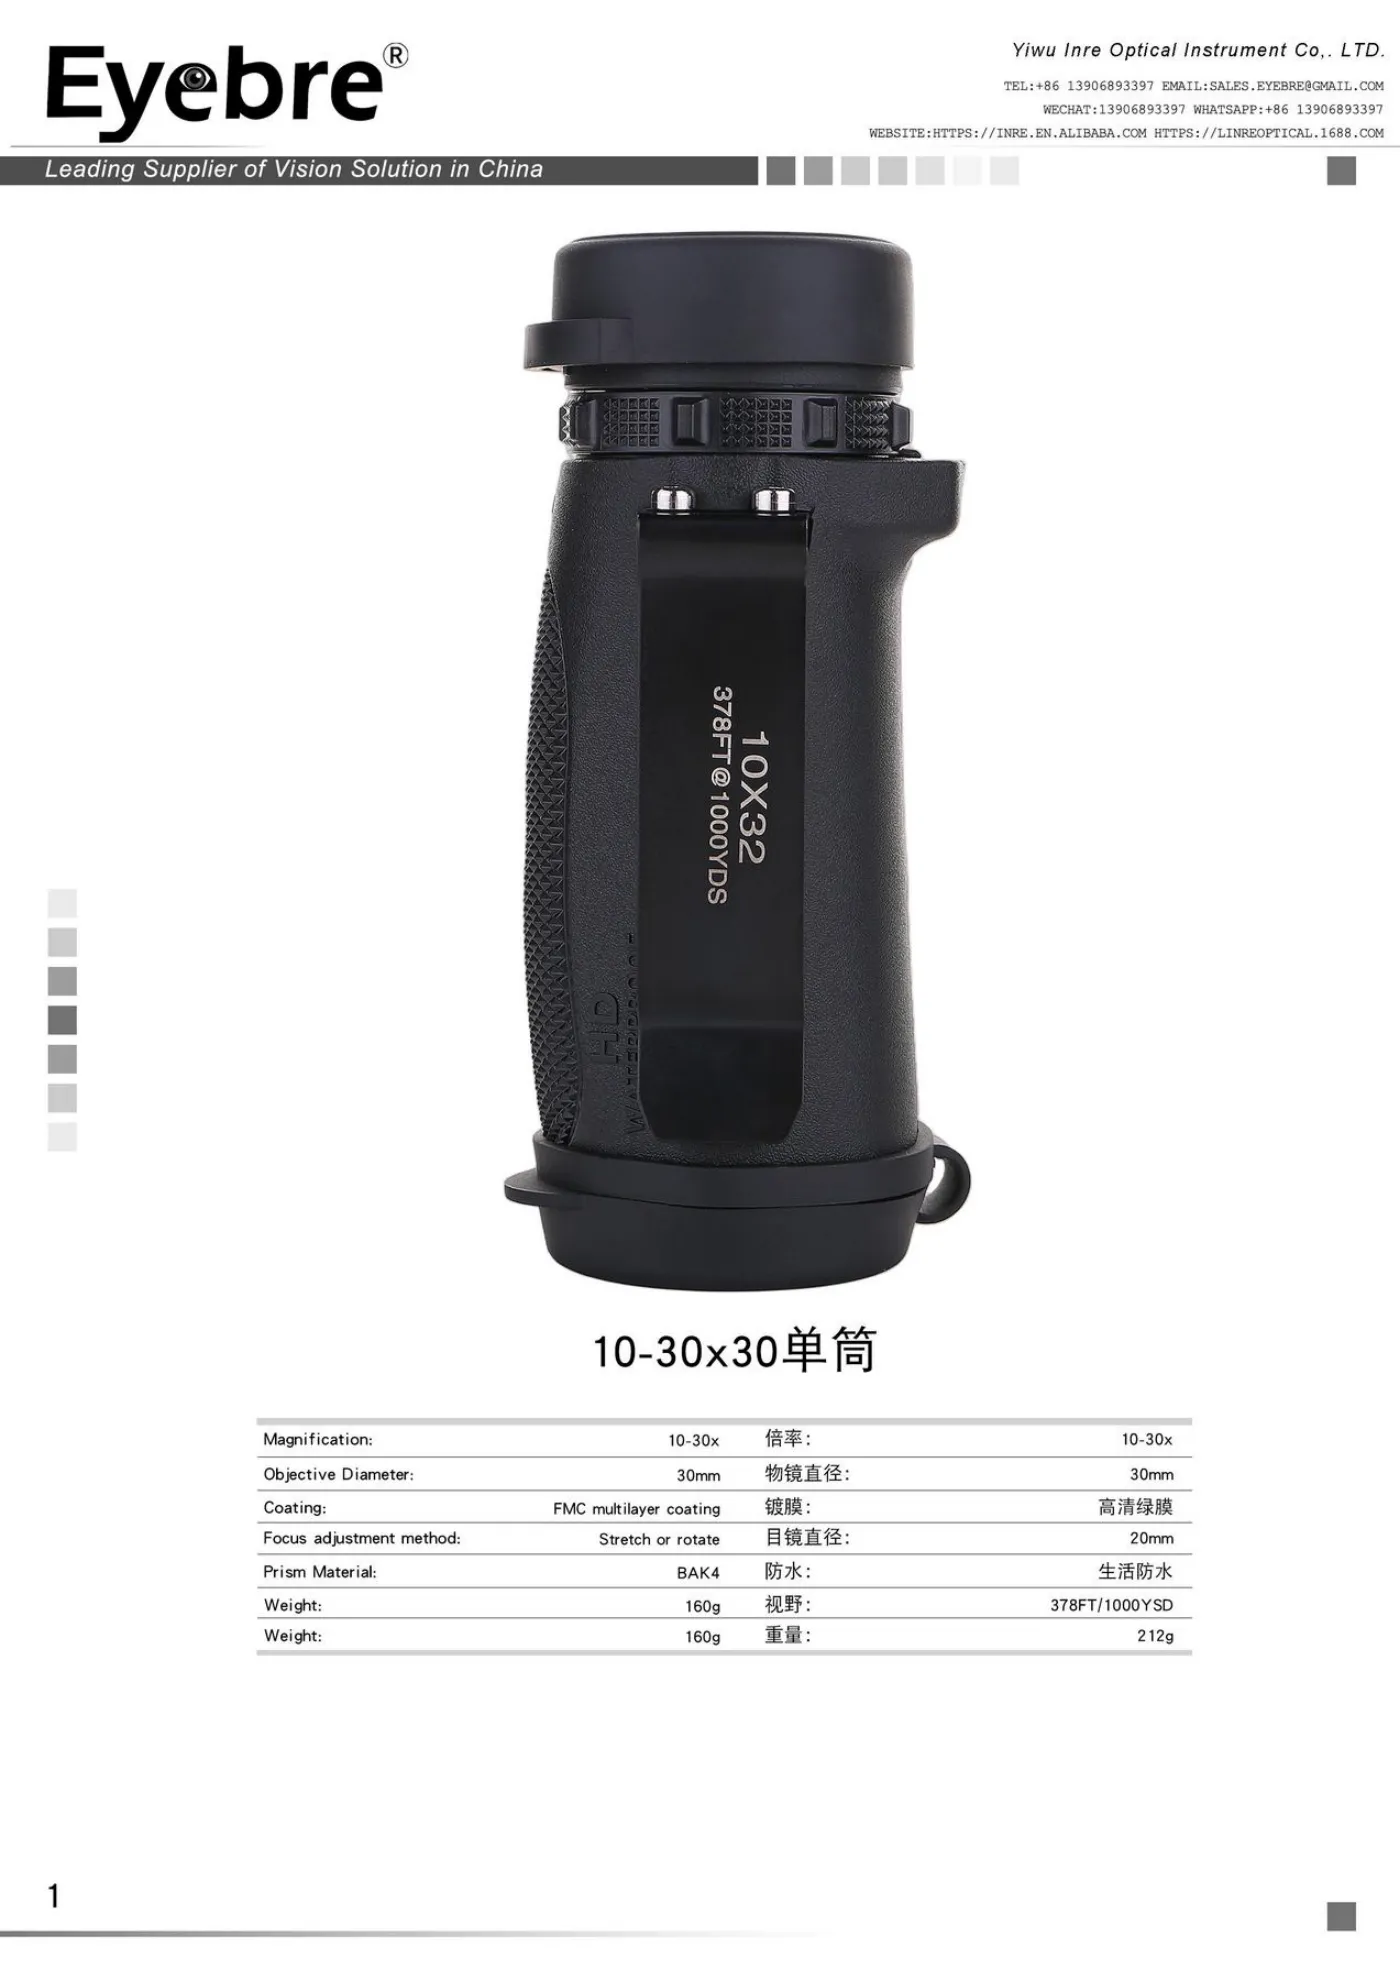 Eyebre®
Yiwu Inre Optical Instrument Co,. LTD.
TEL:+86 13906893397 EMAIL:SALES.EYEBRE@GMAIL.COM
WECHAT:13906893397 WHATSAPP:+86 13906893397
WEBSITE:HTTPS://INRE.EN.ALIBABA.COM HTTPS://LINREOPTICAL.1688.COM
Leading Supplier of Vision Solution in China
10X32
378FT@1000YDS
HD
10-30x30单筒
Magnification: 10-30x 倍率: 10-30x
Objective Diameter: 30mm 物镜直径: 30mm
Coating: FMC multilayer coating 镀膜: 高清绿膜
Focus adjustment method: Stretch or rotate 目镜直径: 20mm
Prism Material: BAK4 防水: 生活防水
Weight: 160g 视野: 378FT/1000YSD
Weight: 160g 重量: 212g
1